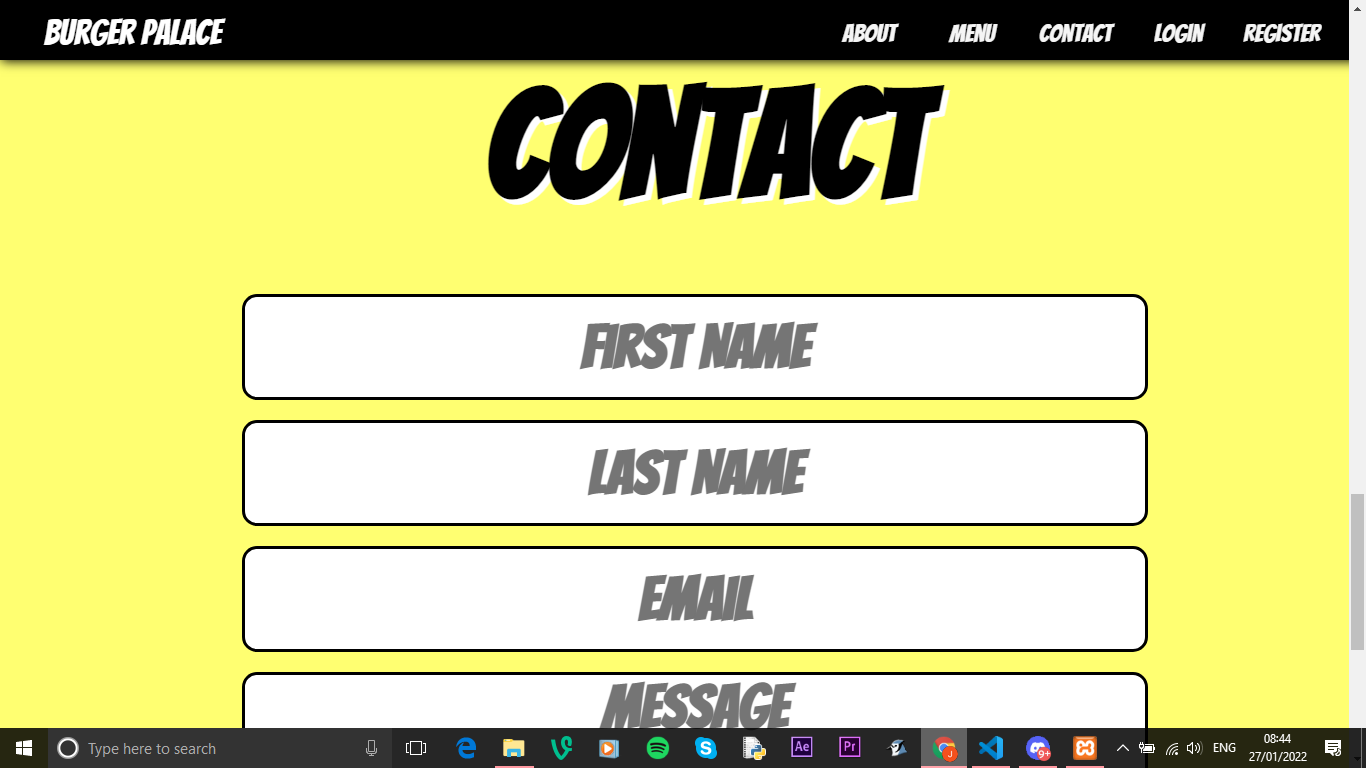 BURGER PALACE
ABOUT MENU CONTACT LOGIN REGISTER
CONTACT
FIRST NAME
LAST NAME
EMAIL
MESSAGE
Type here to search
Ae
Pr
J
9+
ENG
08:44
27/01/2022